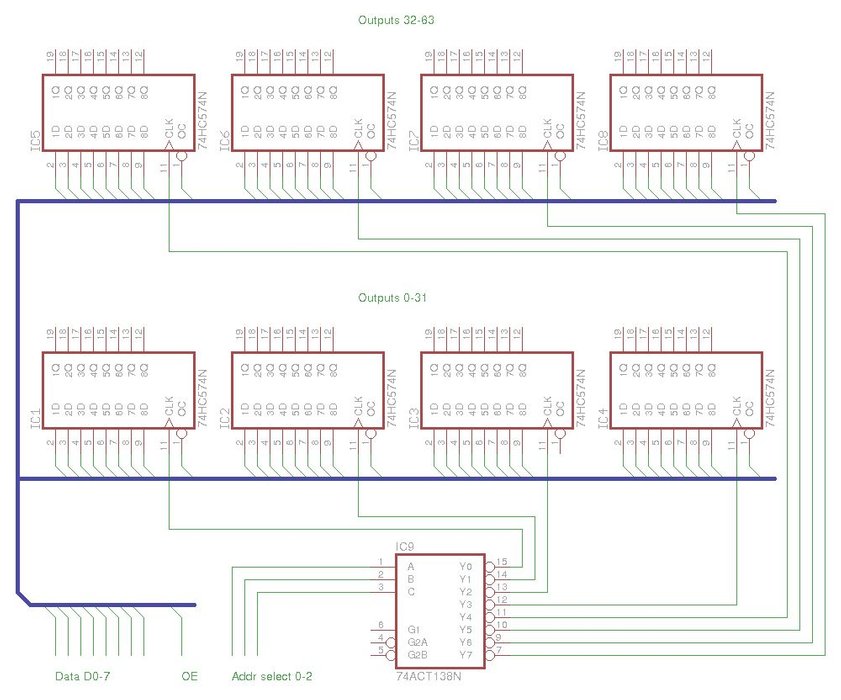 Outputs 32-63
19 18 17 16 15 14 13 12
19 18 17 16 15 14 13 12
19 18 17 16 15 14 13 12
19 18 17 16 15 14 13 12
1Q 2Q 3Q 4Q 5Q 6Q 7Q 8Q
1D 2D 3D 4D 5D 6D 7D 8D CLK OC
IC5 74HC574N
1Q 2Q 3Q 4Q 5Q 6Q 7Q 8Q
1D 2D 3D 4D 5D 6D 7D 8D CLK OC
IC6 74HC574N
1Q 2Q 3Q 4Q 5Q 6Q 7Q 8Q
1D 2D 3D 4D 5D 6D 7D 8D CLK OC
IC7 74HC574N
1Q 2Q 3Q 4Q 5Q 6Q 7Q 8Q
1D 2D 3D 4D 5D 6D 7D 8D CLK OC
IC8 74HC574N
2 3 4 5 6 7 8 9 11 1
2 3 4 5 6 7 8 9 11 1
2 3 4 5 6 7 8 9 11 1
2 3 4 5 6 7 8 9 11 1
Outputs 0-31
19 18 17 16 15 14 13 12
19 18 17 16 15 14 13 12
19 18 17 16 15 14 13 12
19 18 17 16 15 14 13 12
1Q 2Q 3Q 4Q 5Q 6Q 7Q 8Q
1D 2D 3D 4D 5D 6D 7D 8D CLK OC
IC1 74HC574N
1Q 2Q 3Q 4Q 5Q 6Q 7Q 8Q
1D 2D 3D 4D 5D 6D 7D 8D CLK OC
IC2 74HC574N
1Q 2Q 3Q 4Q 5Q 6Q 7Q 8Q
1D 2D 3D 4D 5D 6D 7D 8D CLK OC
IC3 74HC574N
1Q 2Q 3Q 4Q 5Q 6Q 7Q 8Q
1D 2D 3D 4D 5D 6D 7D 8D CLK OC
IC4 74HC574N
2 3 4 5 6 7 8 9 11 1
2 3 4 5 6 7 8 9 11 1
2 3 4 5 6 7 8 9 11 1
2 3 4 5 6 7 8 9 11 1
IC9
1 A Y0 15
2 B Y1 14
3 C Y2 13
Y3 12
Y4 11
6 G1 Y5 10
4 G2A Y6 9
5 G2B Y7 7
74ACT138N
Data D0-7
OE
Addr select 0-2